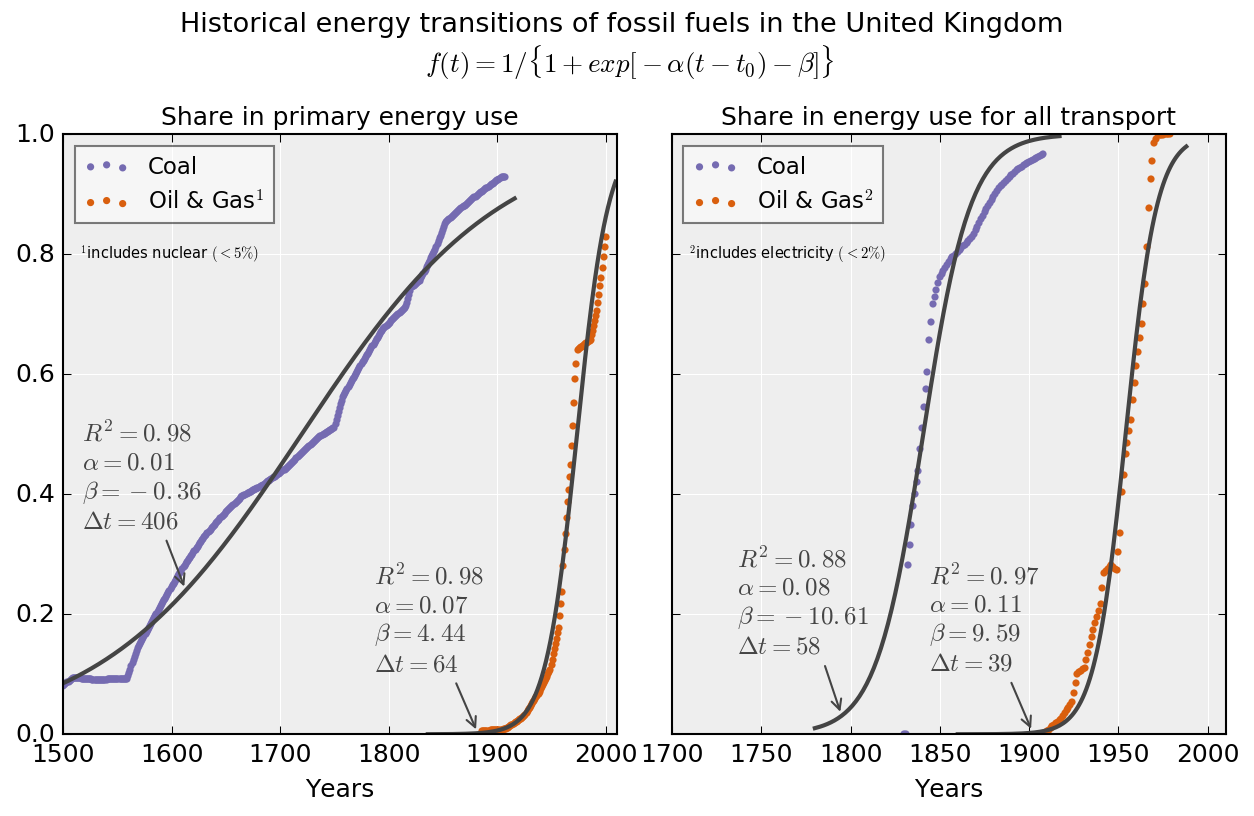 Historical energy transitions of fossil fuels in the United Kingdom
f(t) = 1/{1 + exp[−α(t − t₀) − β]}
Share in primary energy use
1.0
0.8
0.6
0.4
0.2
0.0
Coal
Oil & Gas¹
¹includes nuclear (<5%)
R² = 0.98
α = 0.01
β = −0.36
Δt = 406
R² = 0.98
α = 0.07
β = 4.44
Δt = 64
1500 1600 1700 1800 1900 2000
Years
Share in energy use for all transport
Coal
Oil & Gas²
²includes electricity (<2%)
R² = 0.88
α = 0.08
β = −10.61
Δt = 58
R² = 0.97
α = 0.11
β = 9.59
Δt = 39
1700 1750 1800 1850 1900 1950 2000
Years